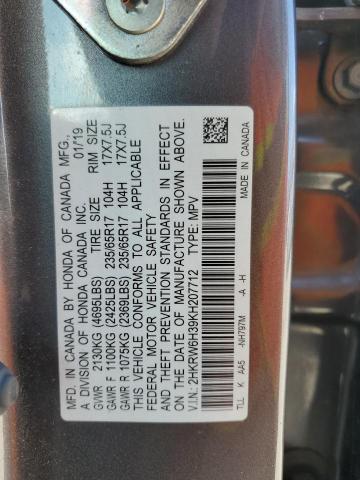 MFD. IN CANADA BY HONDA OF CANADA MFG.,
A DIVISION OF HONDA CANADA INC. 01/19
TIRE SIZE RIM SIZE
GVWR 2130KG (4695LBS)
GAWR F 1100KG (2425LBS) 235/65R17 104H 17X7.5J
GAWR R 1075KG (2369LBS) 235/65R17 104H 17X7.5J
THIS VEHICLE CONFORMS TO ALL APPLICABLE
FEDERAL MOTOR VEHICLE SAFETY
AND THEFT PREVENTION STANDARDS IN EFFECT
ON THE DATE OF MANUFACTURE SHOWN ABOVE.
V.I.N: 2HKRW6H39KH207712 TYPE: MPV
TLL K AA5 -NH797M -A -H
MADE IN CANADA